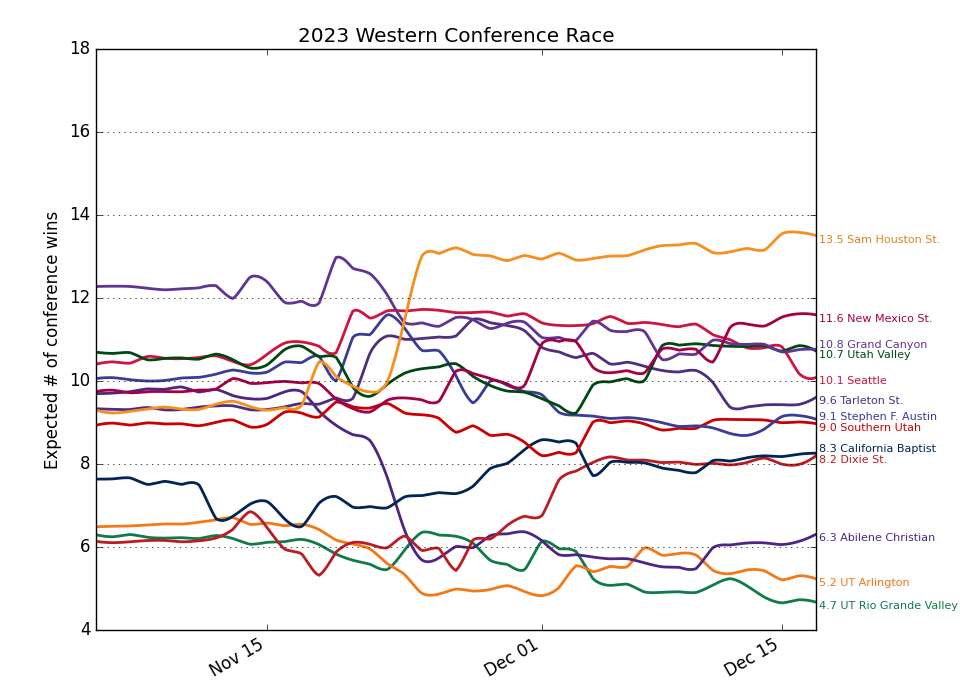 2023 Western Conference Race
Expected # of conference wins
18
16
14
12
10
8
6
4
Nov 15
Dec 01
Dec 15
13.5 Sam Houston St.
11.6 New Mexico St.
10.8 Grand Canyon
10.7 Utah Valley
10.1 Seattle
9.6 Tarleton St.
9.1 Stephen F. Austin
9.0 Southern Utah
8.3 California Baptist
8.2 Dixie St.
6.3 Abilene Christian
5.2 UT Arlington
4.7 UT Rio Grande Valley